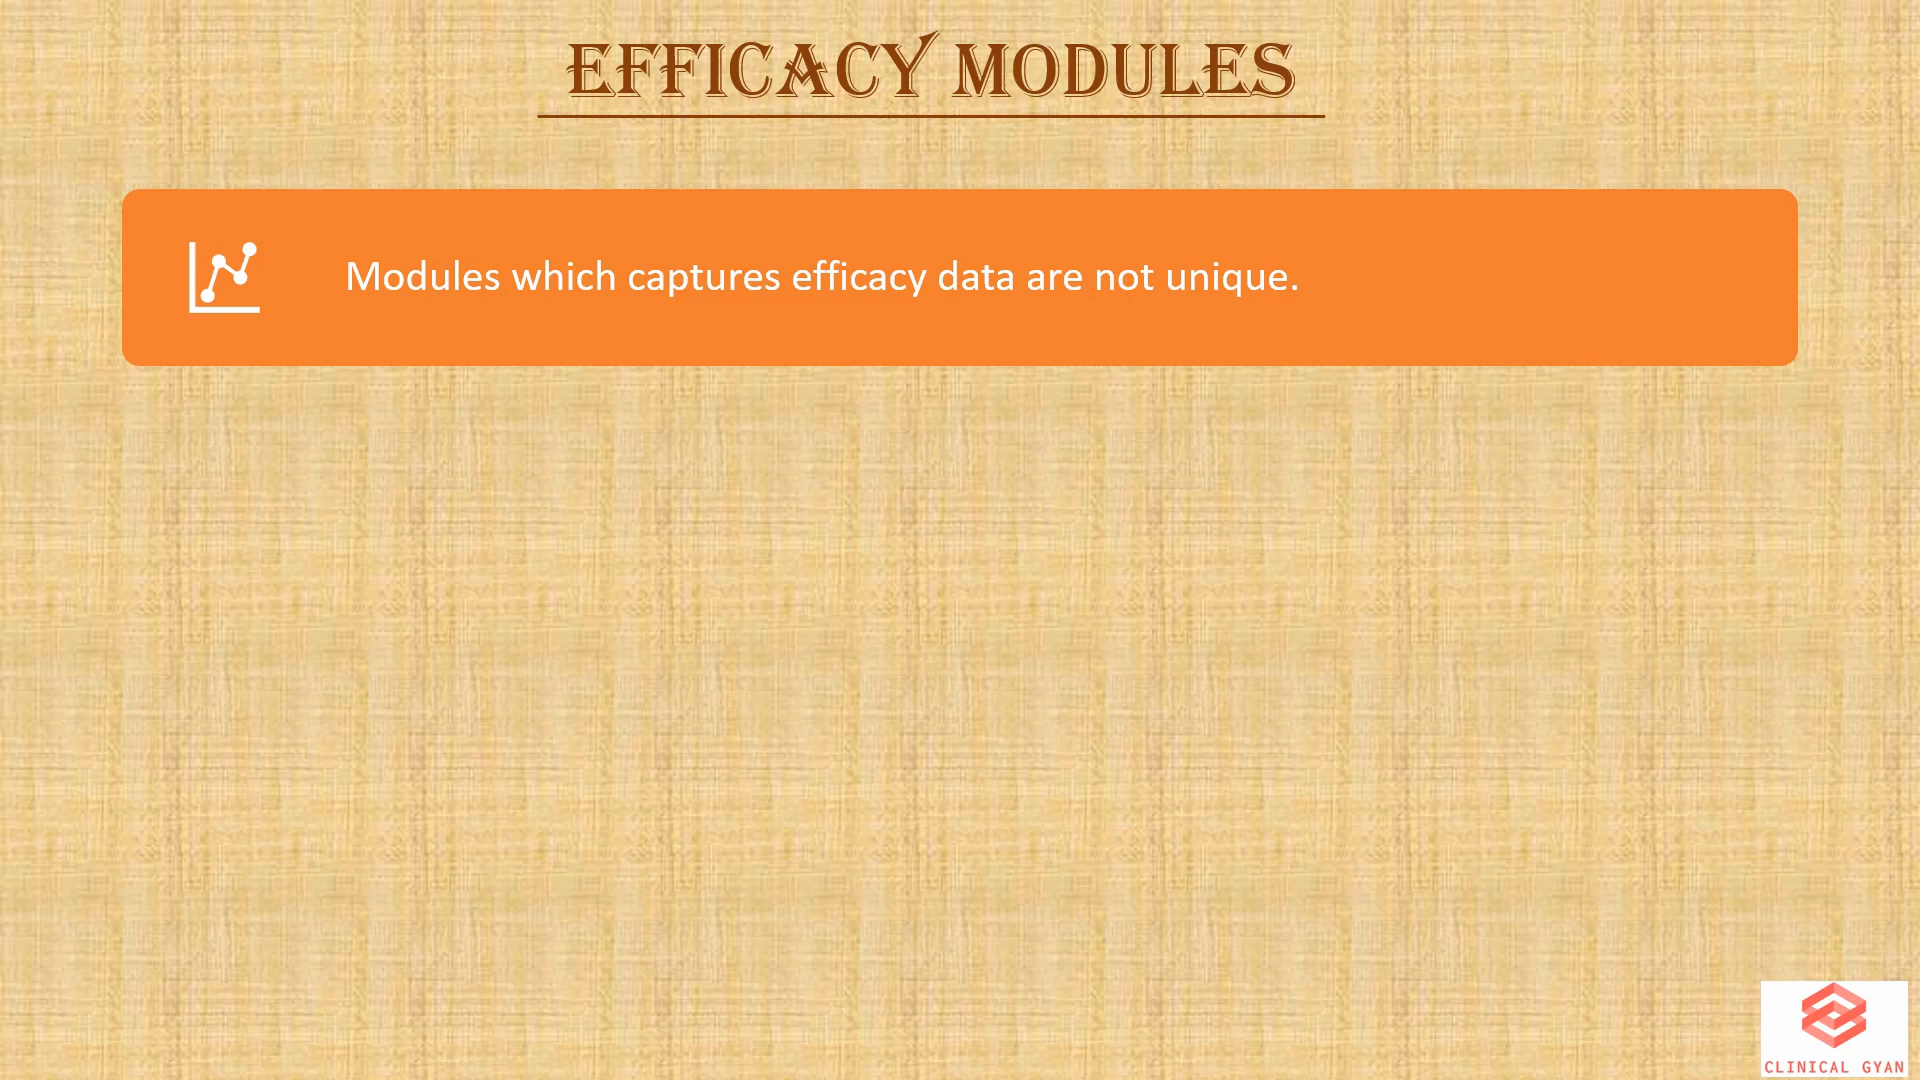 EFFICACY MODULES
Modules which captures efficacy data are not unique.
CLINICAL GYAN